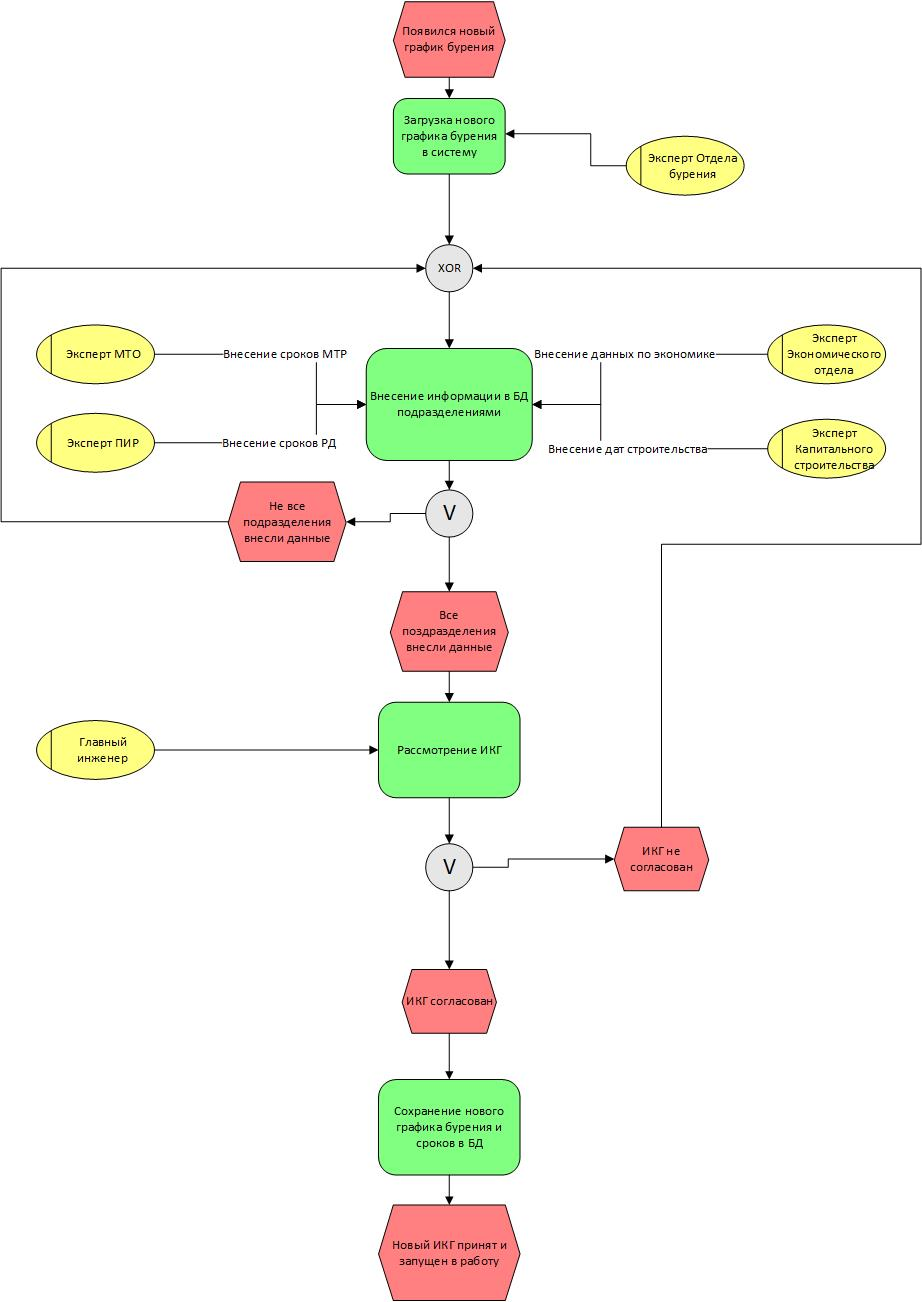 Появился новый
график бурения
Загрузка нового
графика бурения
в систему
Эксперт Отдела
бурения
XOR
Эксперт МТО
Внесение сроков МТР
Внесение данных по экономике
Эксперт
Экономического
отдела
Внесение информации в БД
подразделениями
Эксперт ПИР
Внесение сроков РД
Внесение дат строительства
Эксперт
Капитального
строительства
Не все
подразделения
внесли данные
V
Все
поздразделения
внесли данные
Главный
инженер
Рассмотрение ИКГ
V
ИКГ не
согласован
ИКГ согласован
Сохранение нового
графика бурения и
сроков в БД
Новый ИКГ принят и
запущен в работу